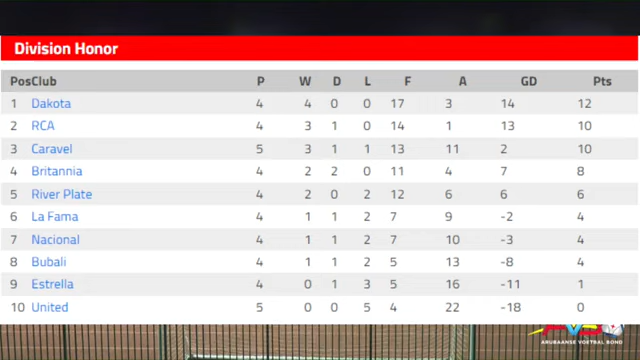 Division Honor
PosClub P W D L F A GD Pts
1 Dakota 4 4 0 0 17 3 14 12
2 RCA 4 3 1 0 14 1 13 10
3 Caravel 5 3 1 1 13 11 2 10
4 Britannia 4 2 2 0 11 4 7 8
5 River Plate 4 2 0 2 12 6 6 6
6 La Fama 4 1 1 2 7 9 -2 4
7 Nacional 4 1 1 2 7 10 -3 4
8 Bubali 4 1 1 2 5 13 -8 4
9 Estrella 4 0 1 3 5 16 -11 1
10 United 5 0 0 5 4 22 -18 0
AVB
ARUBAANSE VOETBAL BOND